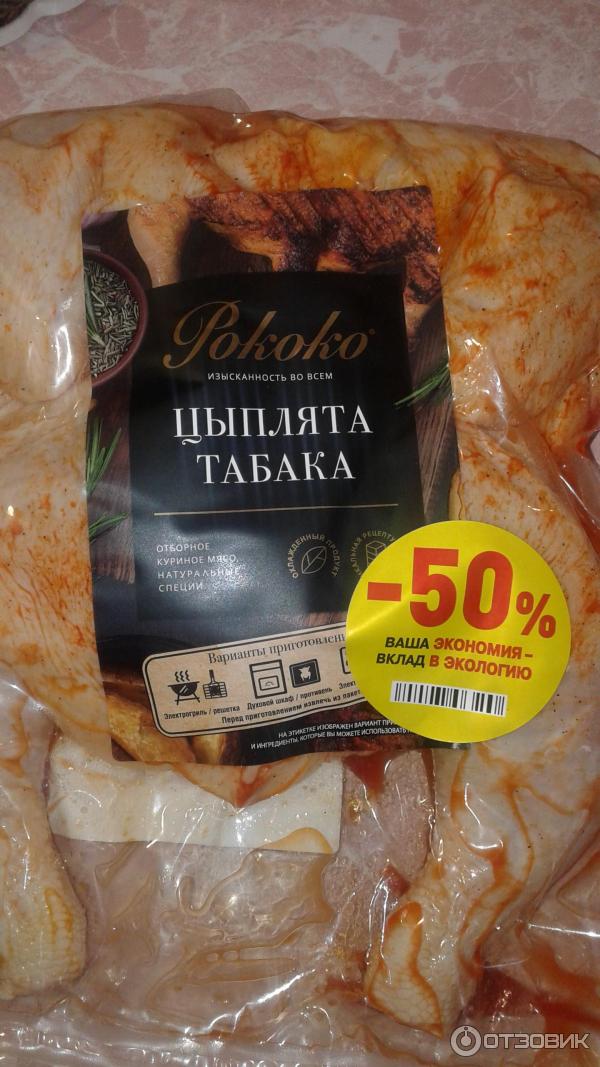 Рококо®
ИЗЫСКАННОСТЬ ВО ВСЕМ
ЦЫПЛЯТА
ТАБАКА
ОТБОРНОЕ
КУРИНОЕ МЯСО,
НАТУРАЛЬНЫЕ
СПЕЦИИ
ОХЛАЖДЕННЫЙ ПРОДУКТ
-50%
ВАША ЭКОНОМИЯ –
ВКЛАД В ЭКОЛОГИЮ
Варианты приготовлени
Электрогриль / решетка
Духовой шкаф / противень
Перед приготовлением извлечь из
НА ЭТИКЕТКЕ ИЗОБРАЖЕН ВАРИАНТ
И ИНГРЕДИЕНТЫ, КОТОРЫЕ ВЫ МОЖЕТЕ ИСПОЛЬЗОВАТЬ
ОТЗОВИК